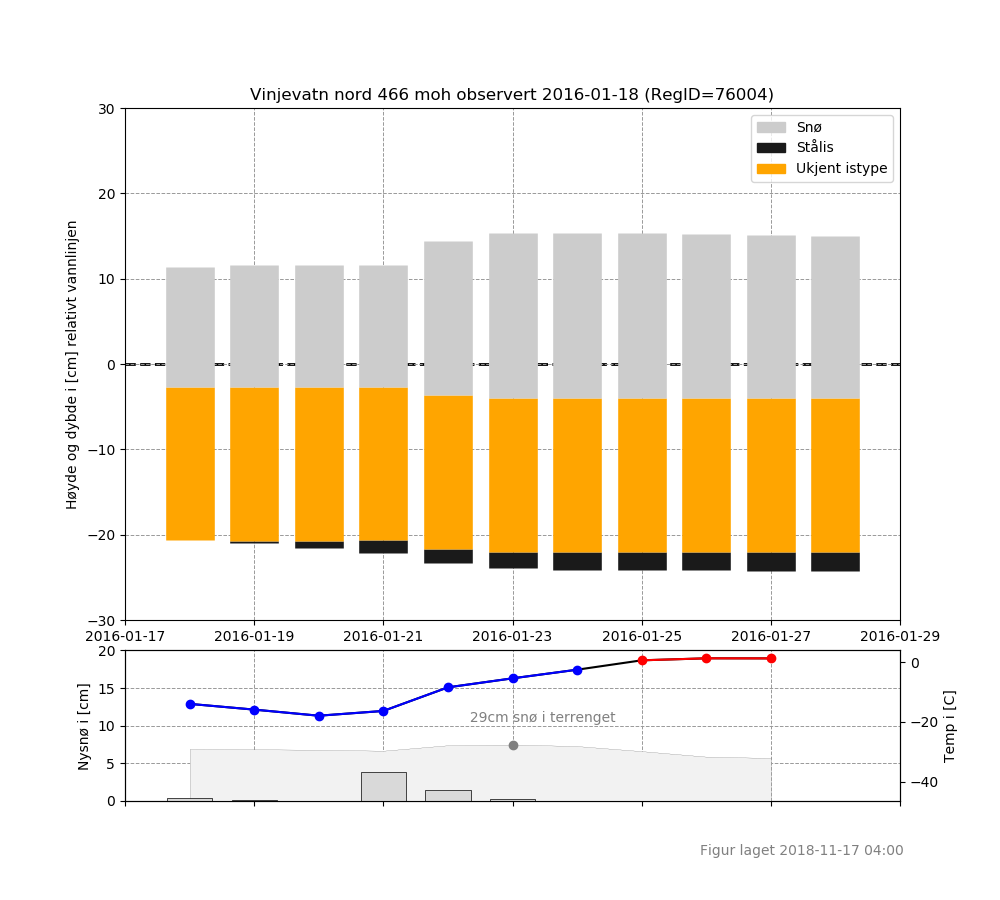 Vinjevatn nord 466 moh observert 2016-01-18 (RegID=76004)
Snø
Stålis
Ukjent istype
Høyde og dybde i [cm] relativt vannlinjen
30
20
10
0
−10
−20
−30
2016-01-17 2016-01-19 2016-01-21 2016-01-23 2016-01-25 2016-01-27 2016-01-29
Nysnø i [cm]
20
15
10
5
0
29cm snø i terrenget
0
−20
−40
Temp i [C]
Figur laget 2018-11-17 04:00